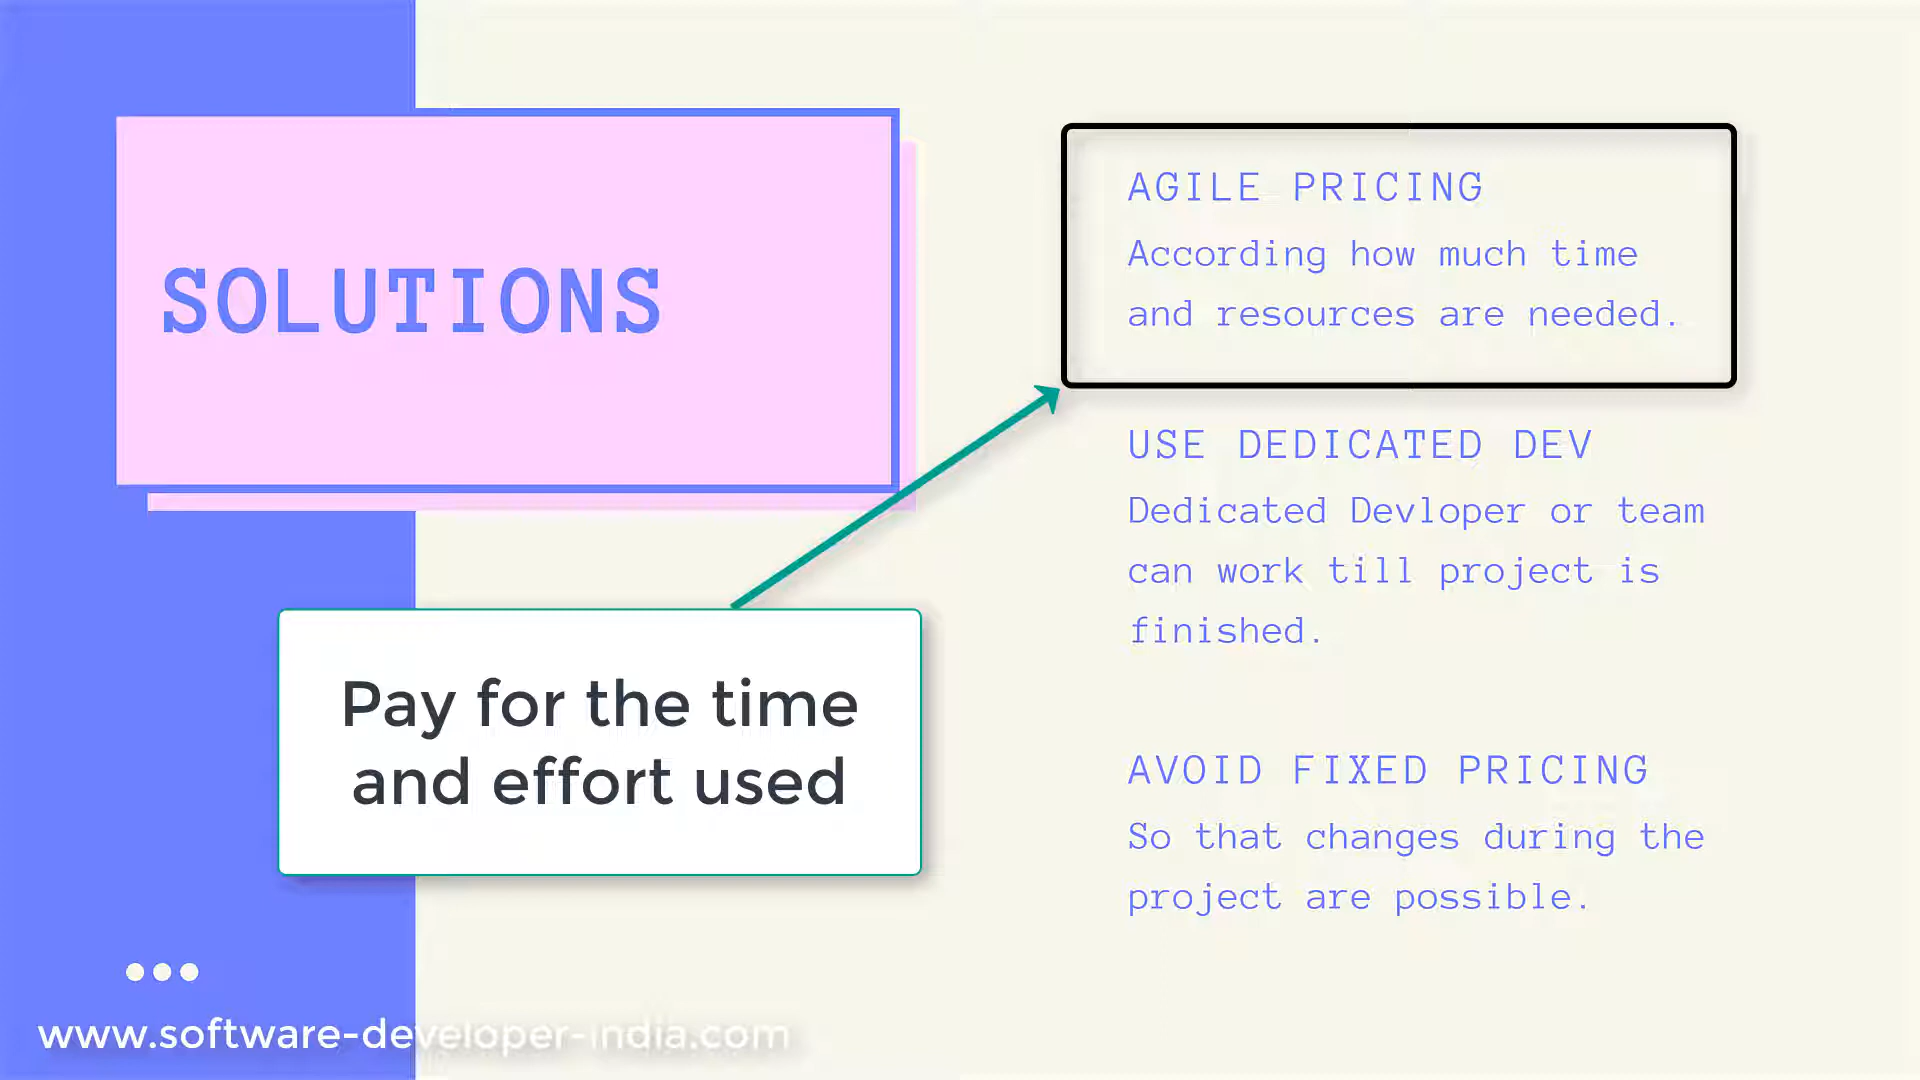 SOLUTIONS
AGILE PRICING
According how much time
and resources are needed.
USE DEDICATED DEV
Dedicated Devloper or team
can work till project is
finished.
AVOID FIXED PRICING
So that changes during the
project are possible.
Pay for the time
and effort used
www.software-developer-india.com